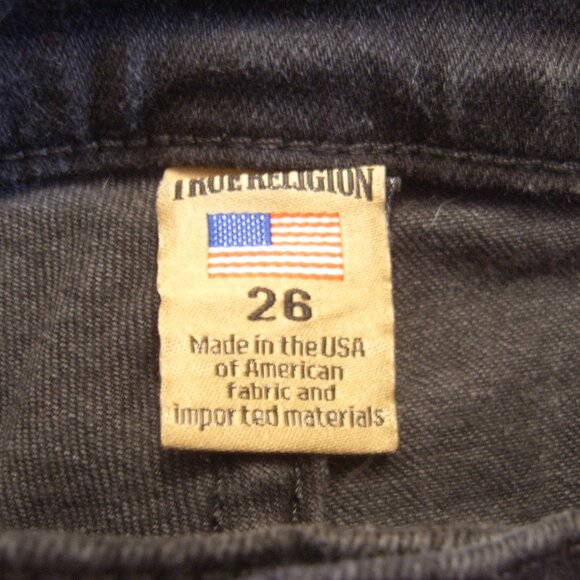 TRUE RELIGION
26
Made in the USA
of American
fabric and
imported materials